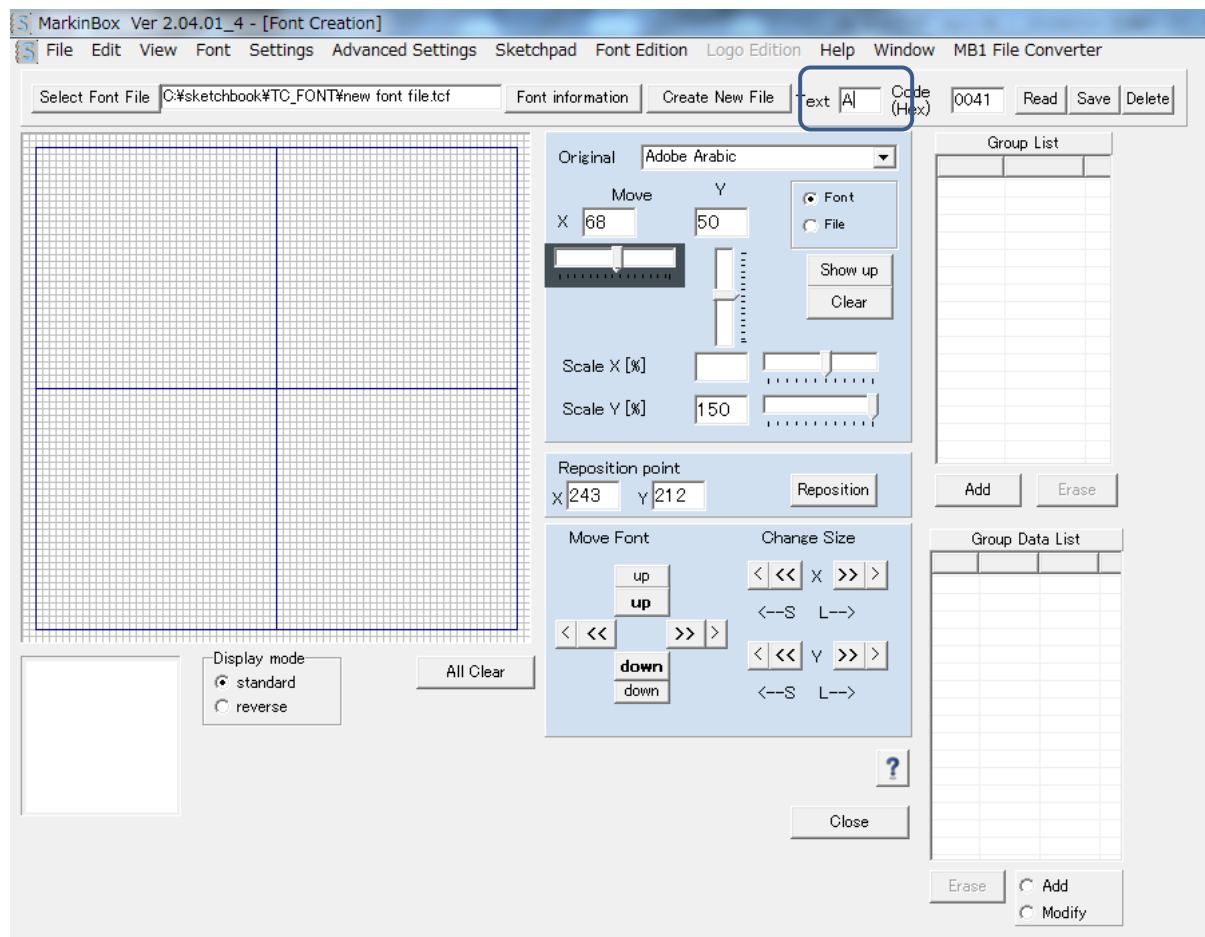 MarkinBox Ver 2.04.01_4 - [Font Creation]
File Edit View Font Settings Advanced Settings Sketchpad Font Edition Logo Edition Help Window MB1 File Converter
Select Font File C:¥sketchbook¥TC_FONT¥new font file.tcf Font information Create New File Text A Code (Hex) 0041 Read Save Delete
Original Adobe Arabic
Move Y
X 68 50
Font
File
Show up
Clear
Scale X [%]
Scale Y [%] 150
Reposition point
X 243 Y 212 Reposition
Move Font Change Size
up
up
< << >> >
down
down
< << X >> >
<--S L-->
< << Y >> >
<--S L-->
Group List
Add Erase
Group Data List
Erase Add
Modify
Display mode
standard
reverse
All Clear
?
Close